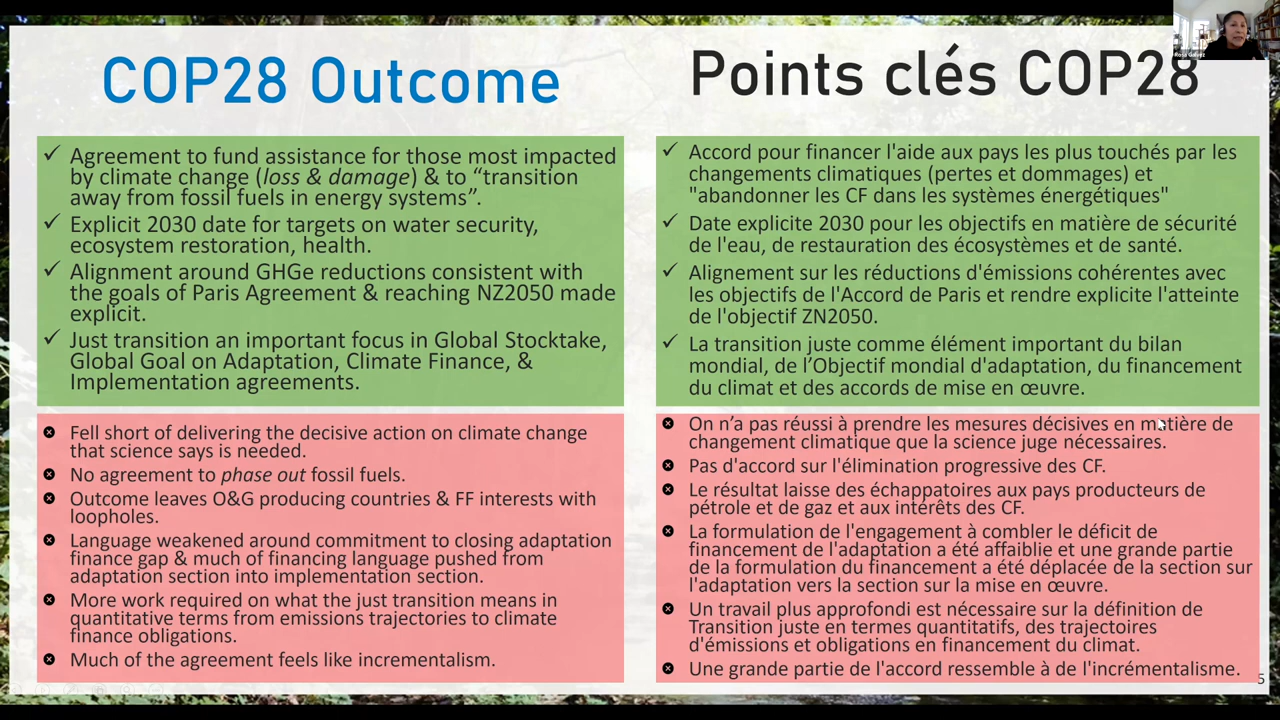 COP28 Outcome
✓ Agreement to fund assistance for those most impacted
by climate change (loss & damage) & to “transition
away from fossil fuels in energy systems”.
✓ Explicit 2030 date for targets on water security,
ecosystem restoration, health.
✓ Alignment around GHGe reductions consistent with
the goals of Paris Agreement & reaching NZ2050 made
explicit.
✓ Just transition an important focus in Global Stocktake,
Global Goal on Adaptation, Climate Finance, &
Implementation agreements.
Fell short of delivering the decisive action on climate change
that science says is needed.
No agreement to phase out fossil fuels.
Outcome leaves O&G producing countries & FF interests with
loopholes.
Language weakened around commitment to closing adaptation
finance gap & much of financing language pushed from
adaptation section into implementation section.
More work required on what the just transition means in
quantitative terms from emissions trajectories to climate
finance obligations.
Much of the agreement feels like incrementalism.
Points clés COP28
✓ Accord pour financer l'aide aux pays les plus touchés par les
changements climatiques (pertes et dommages) et
"abandonner les CF dans les systèmes énergétiques"
✓ Date explicite 2030 pour les objectifs en matière de sécurité
de l'eau, de restauration des écosystèmes et de santé.
✓ Alignement sur les réductions d'émissions cohérentes avec
les objectifs de l'Accord de Paris et rendre explicite l'atteinte
de l'objectif ZN2050.
✓ La transition juste comme élément important du bilan
mondial, de l’Objectif mondial d'adaptation, du financement
du climat et des accords de mise en œuvre.
On n’a pas réussi à prendre les mesures décisives en matière de
changement climatique que la science juge nécessaires.
Pas d'accord sur l'élimination progressive des CF.
Le résultat laisse des échappatoires aux pays producteurs de
pétrole et de gaz et aux intérêts des CF.
La formulation de l'engagement à combler le déficit de
financement de l'adaptation a été affaiblie et une grande partie
de la formulation du financement a été déplacée de la section sur
l'adaptation vers la section sur la mise en œuvre.
Un travail plus approfondi est nécessaire sur la définition de
Transition juste en termes quantitatifs, des trajectoires
d'émissions et obligations en financement du climat.
Une grande partie de l'accord ressemble à de l'incrémentalisme.
5
Rosa Galvez